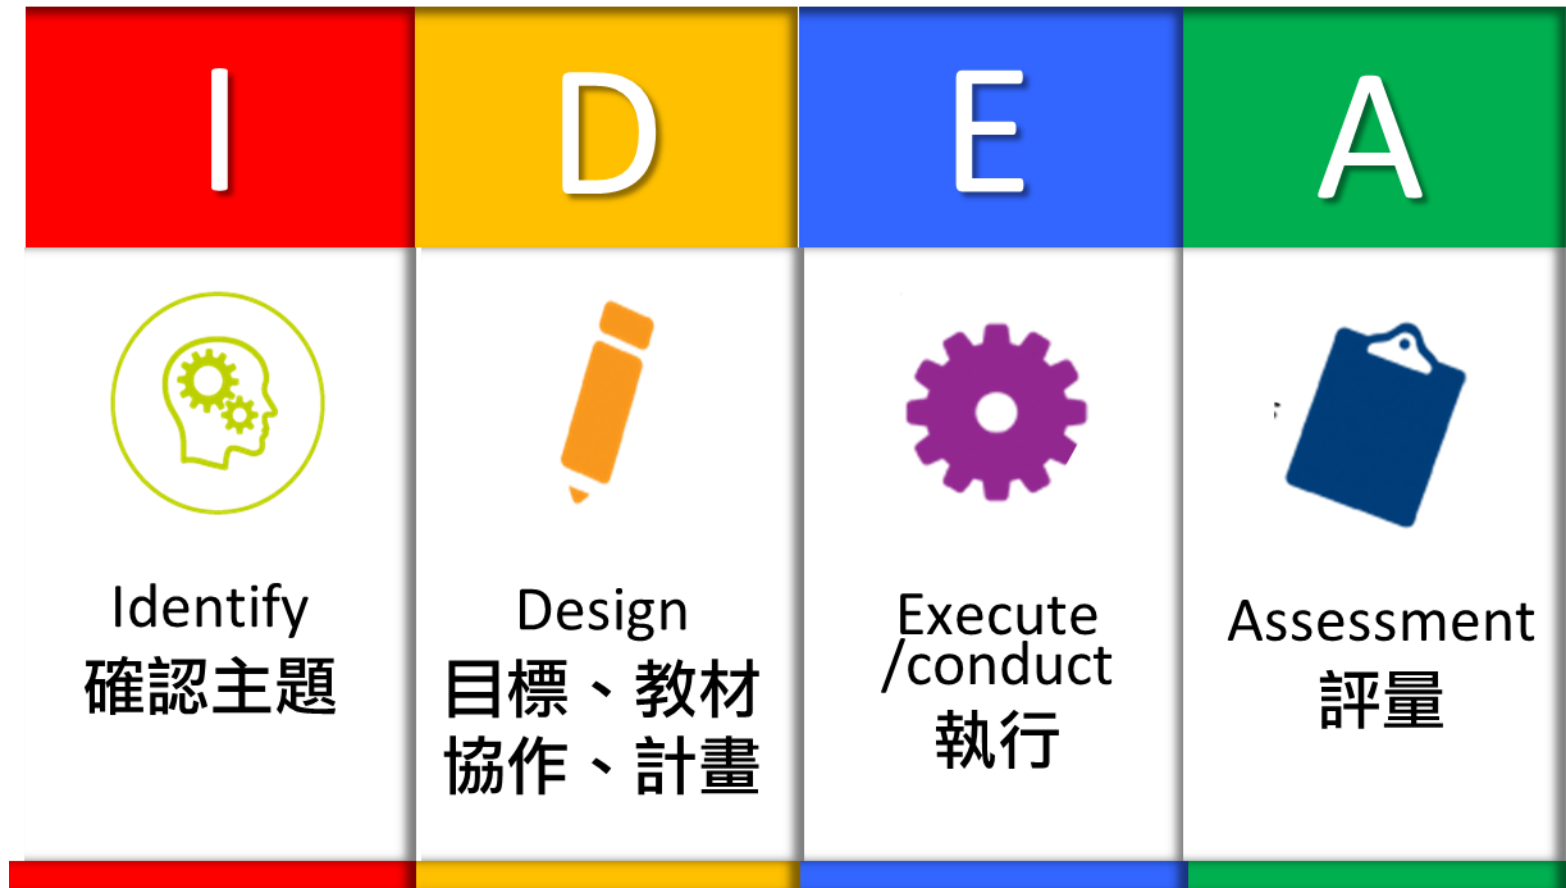 I
D
E
A
Identify
確認主題
Design
目標、教材
協作、計畫
Execute
/conduct
執行
Assessment
評量